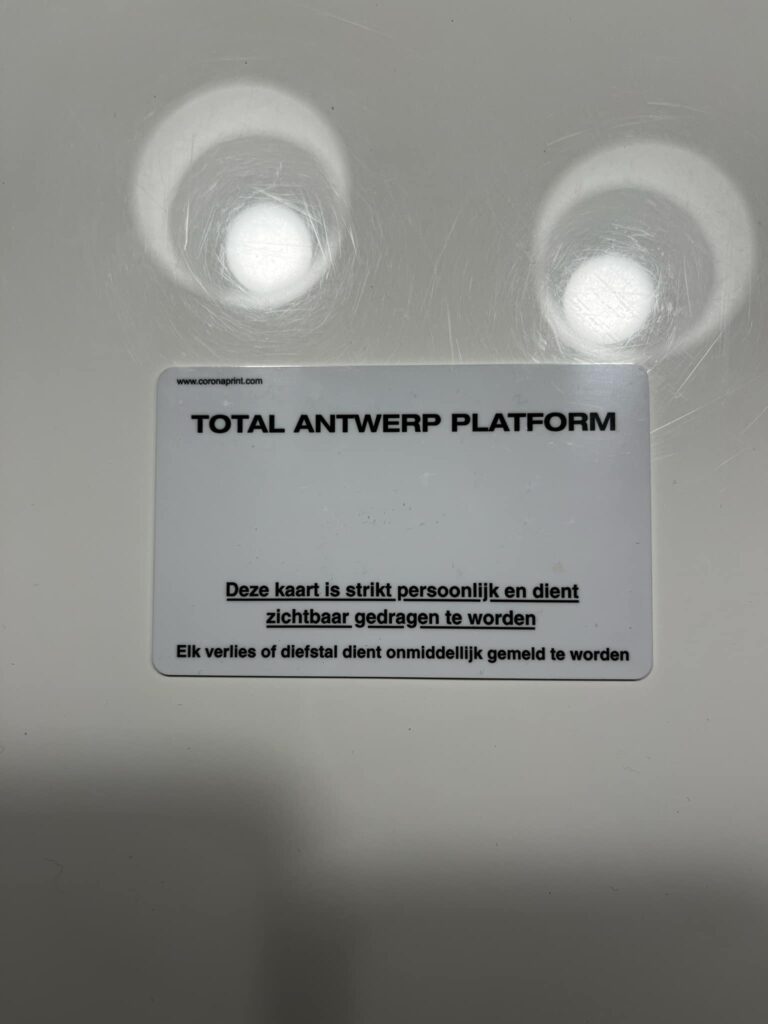 www.coronaprint.com
TOTAL ANTWERP PLATFORM
Deze kaart is strikt persoonlijk en dient
zichtbaar gedragen te worden
Elk verlies of diefstal dient onmiddellijk gemeld te worden